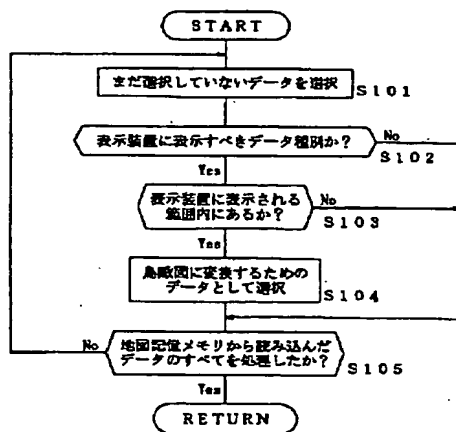 START
まだ選択していないデータを選択
S101
表示装置に表示すべきデータ種別か?
No
S102
Yes
表示装置に表示される
範囲内にあるか?
No
S103
Yes
鳥瞰図に変換するための
データとして選択
S104
No
地図記憶メモリから読み込んだ
データのすべてを処理したか?
S105
Yes
RETURN